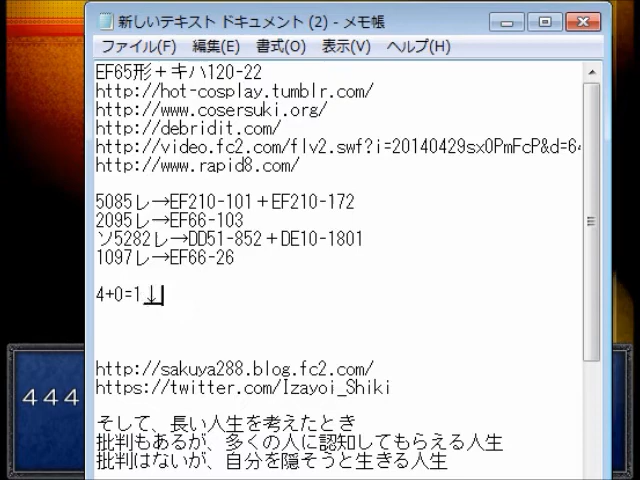 新しいテキスト ドキュメント (2) - メモ帳
ファイル(F) 編集(E) 書式(O) 表示(V) ヘルプ(H)
EF65形＋キハ120-22
http://hot-cosplay.tumblr.com/
http://www.cosersuki.org/
http://debridit.com/
http://video.fc2.com/flv2.swf?i=20140429sx0PmFcP&d=64
http://www.rapid8.com/
5085レ→EF210-101＋EF210-172
2095レ→EF66-103
ソ5282レ→DD51-852＋DE10-1801
1097レ→EF66-26
4+0=1↓
444
http://sakuya288.blog.fc2.com/
https://twitter.com/Izayoi_Shiki
そして、長い人生を考えたとき
批判もあるが、多くの人に認知してもらえる人生
批判はないが、自分を隠そうと生きる人生